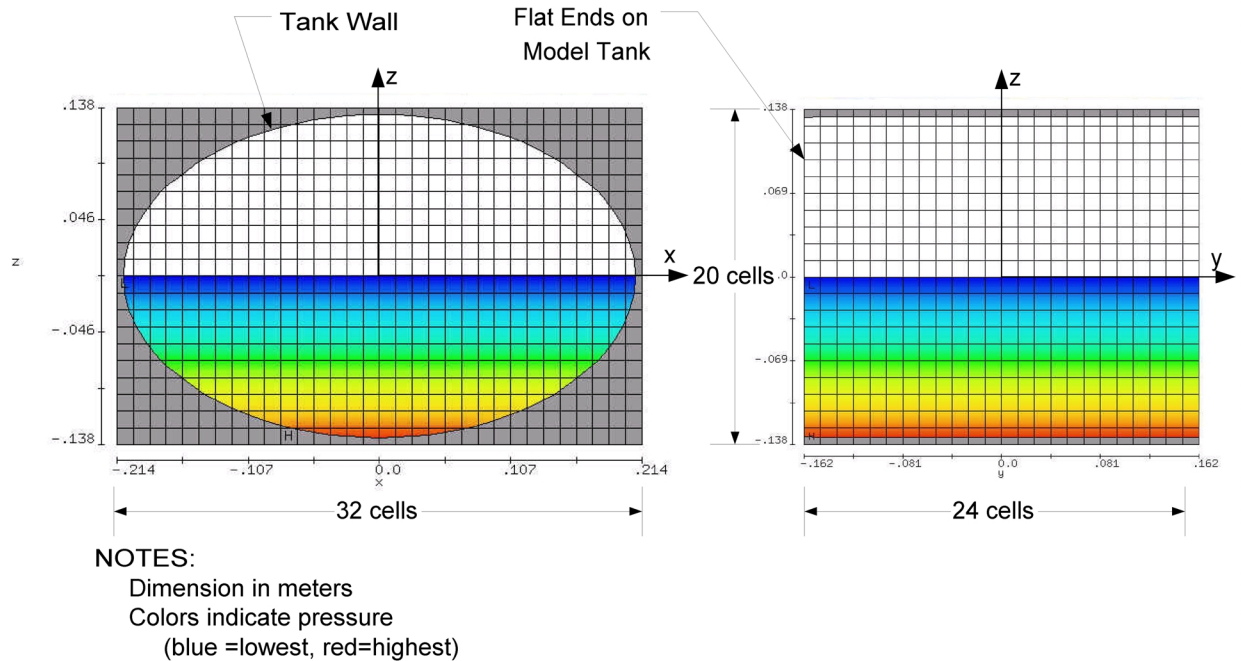 Tank Wall
Flat Ends on
Model Tank
z
z
.138
.046
z
-.046
-.138
L
H
x
-.214
-.107
0.0
.107
.214
x
32 cells
20 cells
.138
.069
.0
-.069
-.138
L
H
y
-.162
-.081
0.0
.081
.162
y
24 cells
NOTES:
Dimension in meters
Colors indicate pressure
(blue =lowest, red=highest)